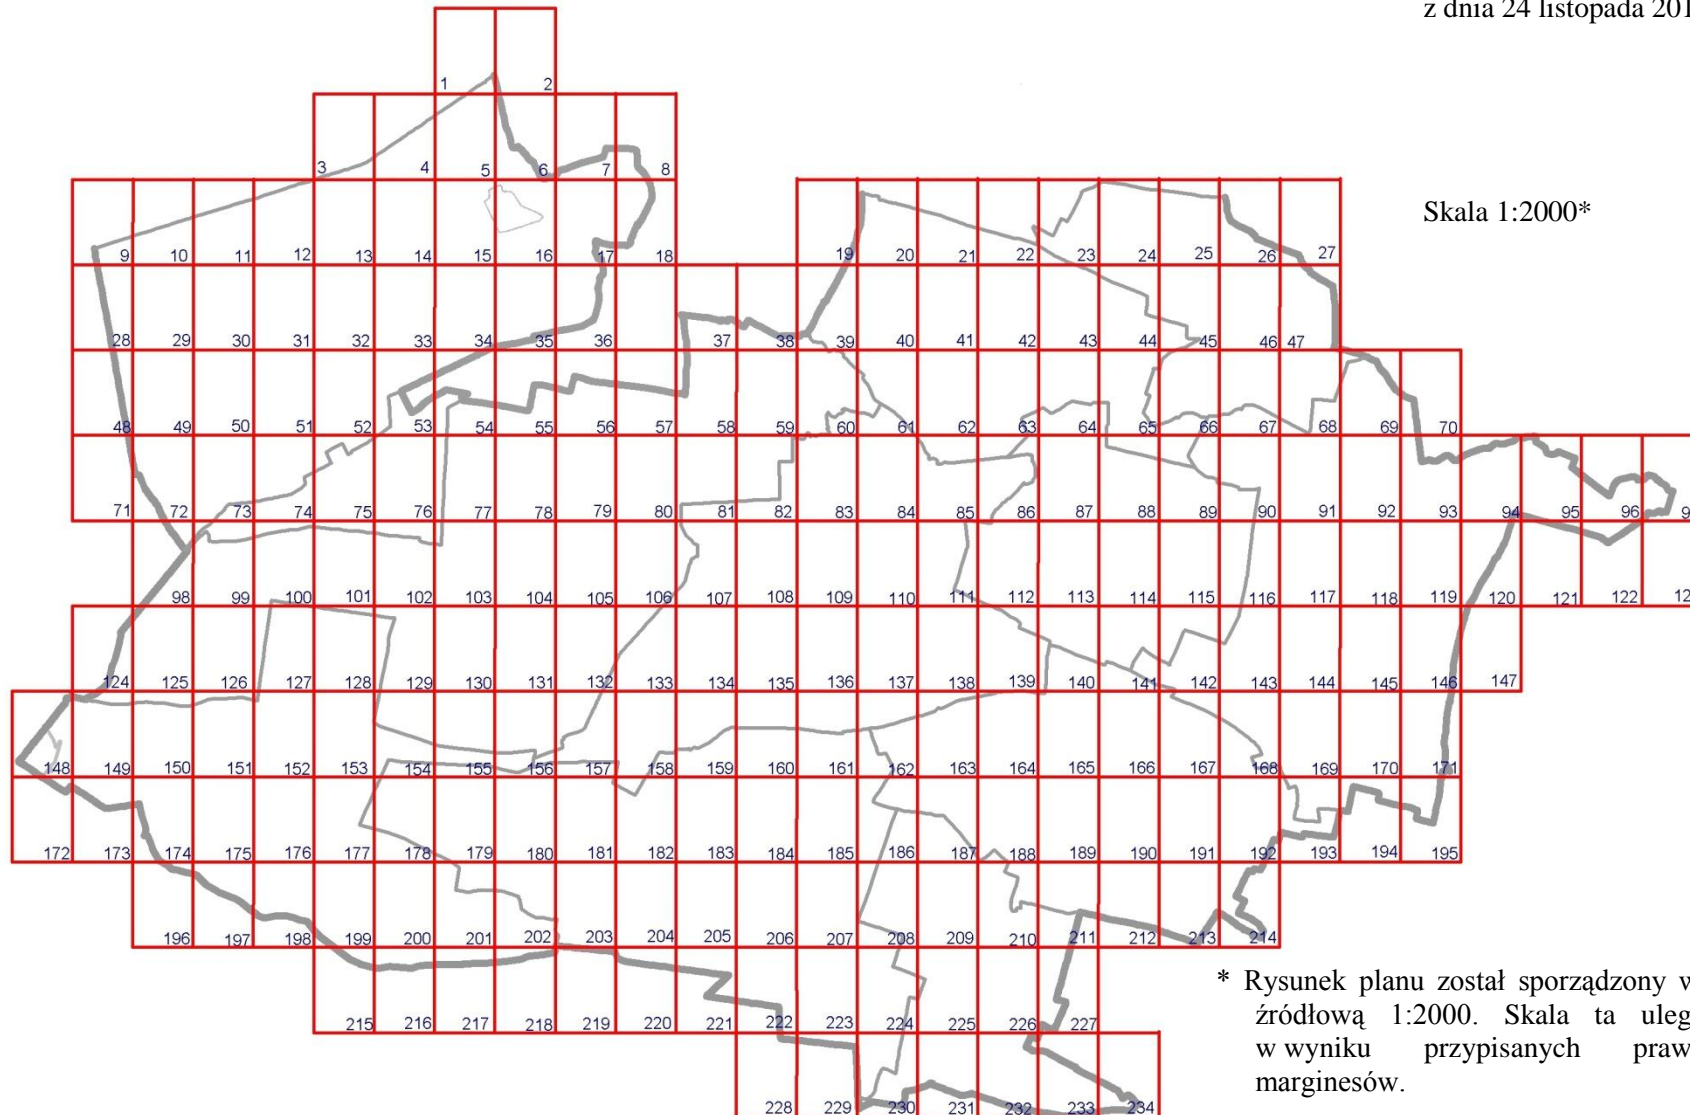 z dnia 24 listopada 201
1 2
3 4 5 6 7 8
Skala 1:2000*
9 10 11 12 13 14 15 16 17 18 19 20 21 22 23 24 25 26 27
28 29 30 31 32 33 34 35 36 37 38 39 40 41 42 43 44 45 46 47
48 49 50 51 52 53 54 55 56 57 58 59 60 61 62 63 64 65 66 67 68 69 70
71 72 73 74 75 76 77 78 79 80 81 82 83 84 85 86 87 88 89 90 91 92 93 94 95 96 9
98 99 100 101 102 103 104 105 106 107 108 109 110 111 112 113 114 115 116 117 118 119 120 121 122 12
124 125 126 127 128 129 130 131 132 133 134 135 136 137 138 139 140 141 142 143 144 145 146 147
148 149 150 151 152 153 154 155 156 157 158 159 160 161 162 163 164 165 166 167 168 169 170 171
172 173 174 175 176 177 178 179 180 181 182 183 184 185 186 187 188 189 190 191 192 193 194 195
196 197 198 199 200 201 202 203 204 205 206 207 208 209 210 211 212 213 214
215 216 217 218 219 220 221 222 223 224 225 226 227
228 229 230 231 232 233 234
* Rysunek planu został sporządzony w
źródłową 1:2000. Skala ta uleg
w wyniku przypisanych praw
marginesów.